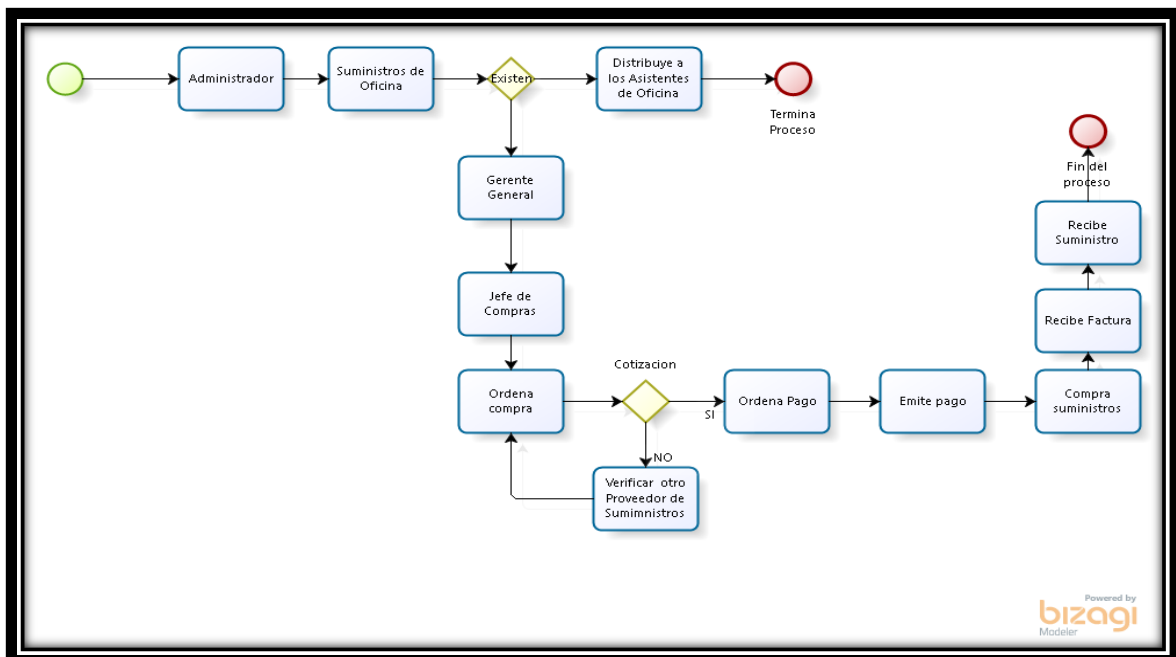 Administrador
Suministros de
Oficina
Existen
Distribuye a
los Asistentes
de Oficina
Termina
Proceso
Gerente
General
Jefe de
Compras
Ordena
compra
Cotizacion
SI
NO
Verificar otro
Proveedor de
Sumimnistros
Ordena Pago
Emite pago
Compra
suministros
Recibe Factura
Recibe
Suministro
Fin del
proceso
Powered by
bizagi
Modeler